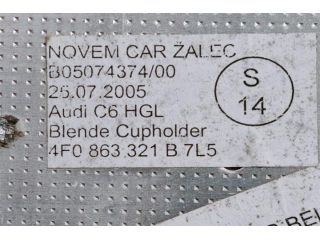 NOVEM CAR ŽALEC
B05074374/00
25.07.2005
Audi C6 HGL
Blende Cupholder
4F0 863 321 B 7L5
S
14